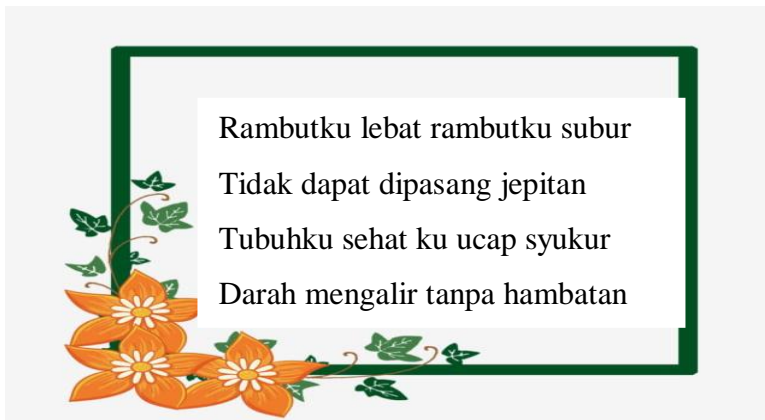 Rambutku lebat rambutku subur
Tidak dapat dipasang jepitan
Tubuhku sehat ku ucap syukur
Darah mengalir tanpa hambatan